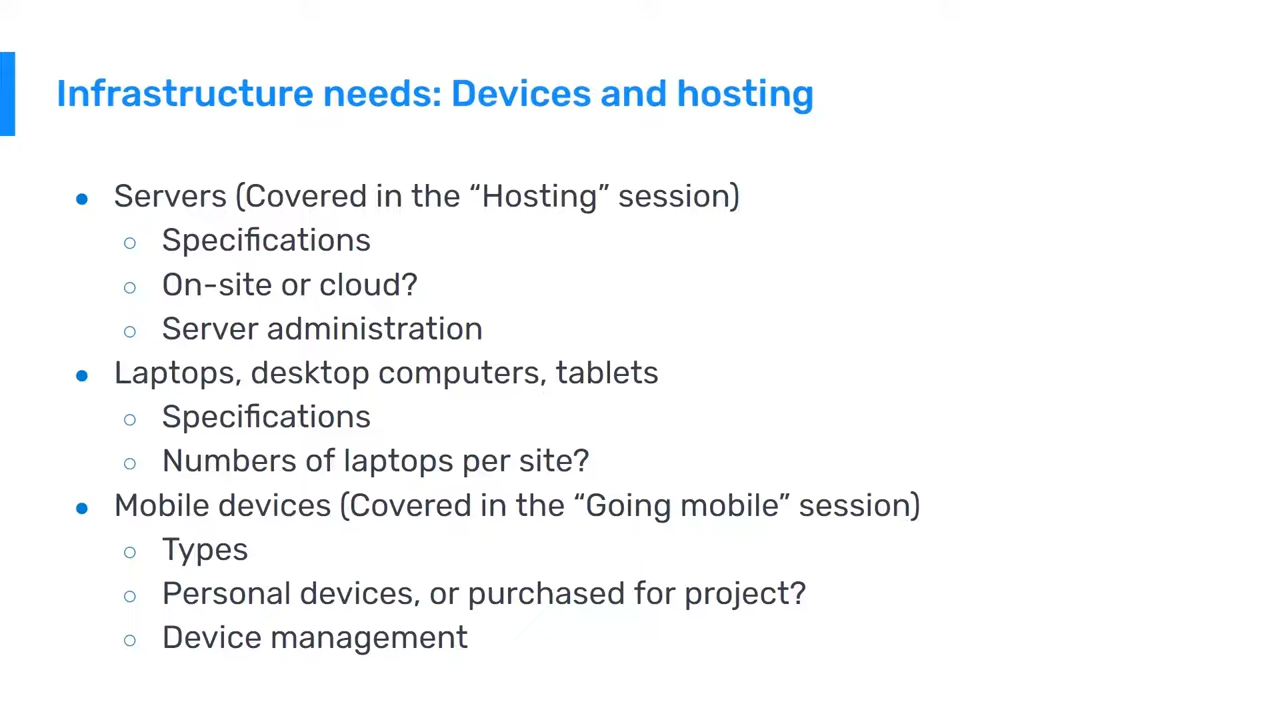 Infrastructure needs: Devices and hosting
● Servers (Covered in the “Hosting” session)
○ Specifications
○ On-site or cloud?
○ Server administration
● Laptops, desktop computers, tablets
○ Specifications
○ Numbers of laptops per site?
● Mobile devices (Covered in the “Going mobile” session)
○ Types
○ Personal devices, or purchased for project?
○ Device management